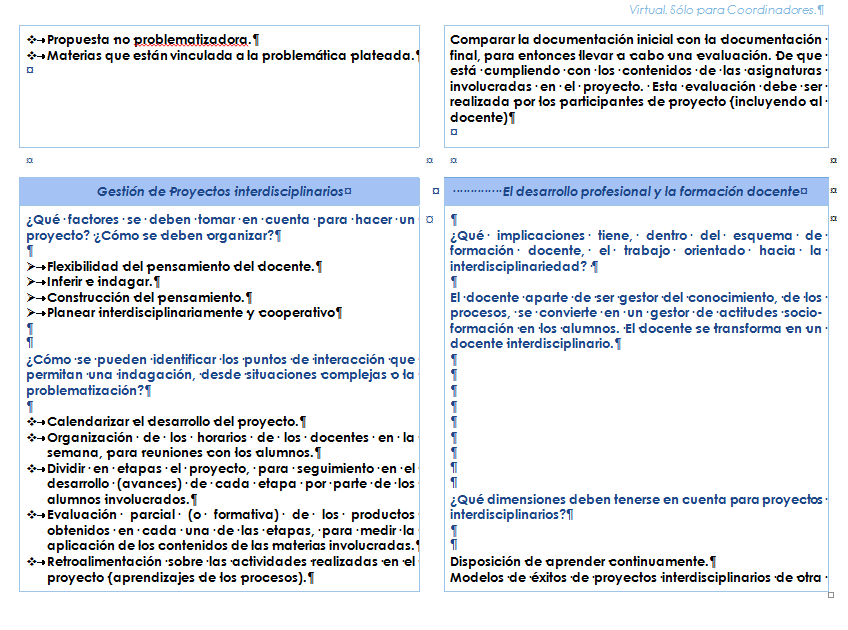 Virtual. Sólo para Coordinadores.¶
Propuesta no problematizadora.¶
Materias que están vinculada a la problemática plateada.¶
Comparar la documentación inicial con la documentación
final, para entonces llevar a cabo una evaluación. De que
está cumpliendo con los contenidos de las asignaturas
involucradas en el proyecto. Esta evaluación debe ser
realizada por los participantes de proyecto (incluyendo al
docente)¶
Gestión de Proyectos interdisciplinarios
¿Qué factores se deben tomar en cuenta para hacer un
proyecto? ¿Cómo se deben organizar?¶
¶
Flexibilidad del pensamiento del docente.¶
Inferir e indagar.¶
Construcción del pensamiento.¶
Planear interdisciplinariamente y cooperativo¶
¶
¶
¿Cómo se pueden identificar los puntos de interacción que
permitan una indagación, desde situaciones complejas o la
problematización?¶
¶
Calendarizar el desarrollo del proyecto.¶
Organización de los horarios de los docentes en la
semana, para reuniones con los alumnos.¶
Dividir en etapas el proyecto, para seguimiento en el
desarrollo (avances) de cada etapa por parte de los
alumnos involucrados.¶
Evaluación parcial (o formativa) de los productos
obtenidos en cada una de las etapas, para medir la
aplicación de los contenidos de las materias involucradas.¶
Retroalimentación sobre las actividades realizadas en el
proyecto (aprendizajes de los procesos).¶
El desarrollo profesional y la formación docente
¶
¿Qué implicaciones tiene, dentro del esquema de
formación docente, el trabajo orientado hacia la
interdisciplinariedad? ¶
¶
El docente aparte de ser gestor del conocimiento, de los
procesos, se convierte en un gestor de actitudes socio-
formación en los alumnos. El docente se transforma en un
docente interdisciplinario.¶
¶
¶
¶
¶
¶
¶
¶
¶
¶
¿Qué dimensiones deben tenerse en cuenta para proyectos
interdisciplinarios?¶
¶
¶
Disposición de aprender continuamente.¶
Modelos de éxitos de proyectos interdisciplinarios de otra